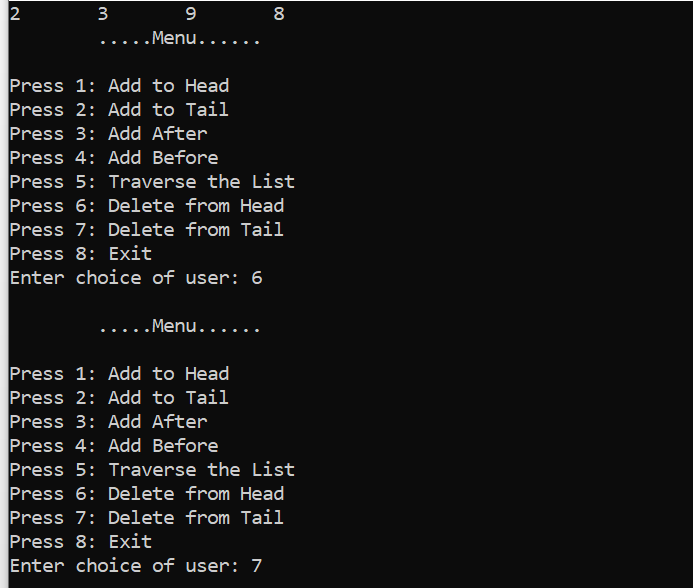 2 3 9 8
.....Menu......
Press 1: Add to Head
Press 2: Add to Tail
Press 3: Add After
Press 4: Add Before
Press 5: Traverse the List
Press 6: Delete from Head
Press 7: Delete from Tail
Press 8: Exit
Enter choice of user: 6
.....Menu......
Press 1: Add to Head
Press 2: Add to Tail
Press 3: Add After
Press 4: Add Before
Press 5: Traverse the List
Press 6: Delete from Head
Press 7: Delete from Tail
Press 8: Exit
Enter choice of user: 7